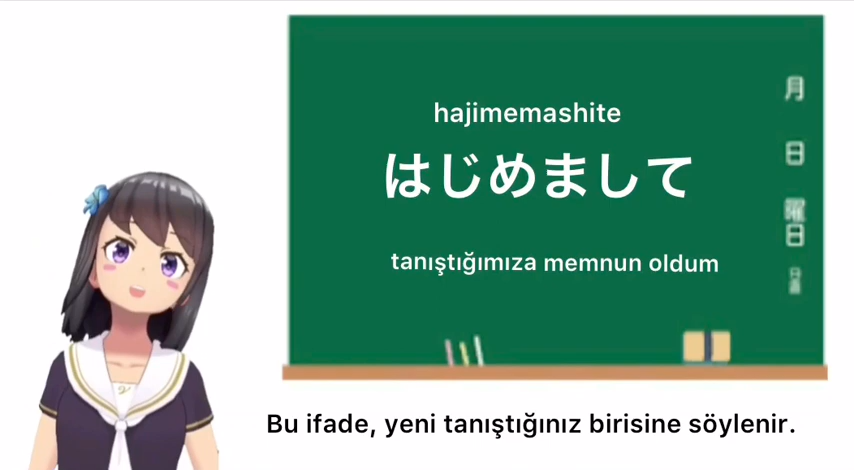 hajimemashite
はじめまして
tanıştığımıza memnun oldum
月
日
曜
日
Bu ifade, yeni tanıştığınız birisine söylenir.